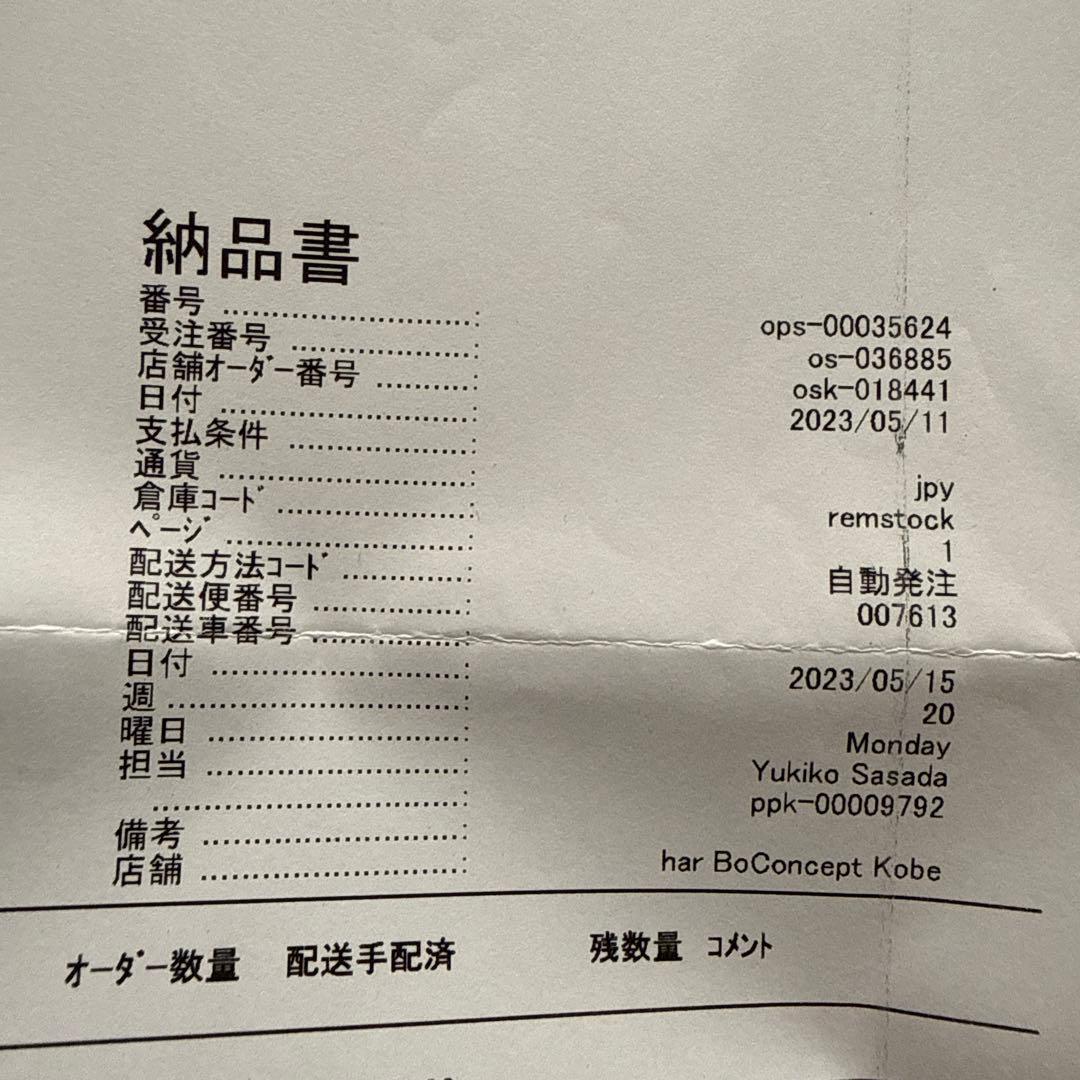 納品書
番号 ..............................: ops-00035624
受注番号 .....................: os-036885
店舗オーダー番号 ...........: osk-018441
日付 ..............................: 2023/05/11
支払条件 .....................:
通貨 ..............................: jpy
倉庫コード ......................: remstock
ページ ............................: 1
配送方法コード ..............: 自動発注
配送便番号 .................: 007613
配送車番号 .................:
日付 ..............................: 2023/05/15
週 ...................................: 20
曜日 ..............................: Monday
担当 ..............................: Yukiko Sasada
...................................: ppk-00009792
備考 ..............................:
店舗 ..............................: har BoConcept Kobe
オーダー数量 配送手配済 残数量 コメント